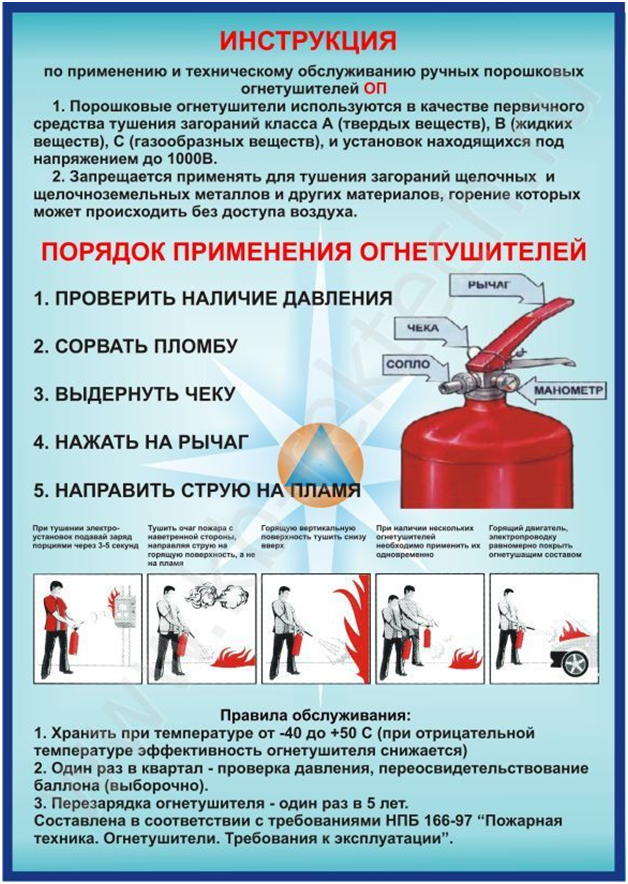 ИНСТРУКЦИЯ
по применению и техническому обслуживанию ручных порошковых
огнетушителей ОП
1. Порошковые огнетушители используются в качестве первичного
средства тушения загораний класса А (твердых веществ), В (жидких
веществ), С (газообразных веществ), и установок находящихся под
напряжением до 1000В.
2. Запрещается применять для тушения загораний щелочных и
щелочноземельных металлов и других материалов, горение которых
может происходить без доступа воздуха.
ПОРЯДОК ПРИМЕНЕНИЯ ОГНЕТУШИТЕЛЕЙ
1. ПРОВЕРИТЬ НАЛИЧИЕ ДАВЛЕНИЯ
2. СОРВАТЬ ПЛОМБУ
3. ВЫДЕРНУТЬ ЧЕКУ
4. НАЖАТЬ НА РЫЧАГ
5. НАПРАВИТЬ СТРУЮ НА ПЛАМЯ
РЫЧАГ
ЧЕКА
СОПЛО
МАНОМЕТР
При тушении электро-
установок подавай заряд
порциями через 3-5 секунд
Тушить очаг пожара с
наветренной стороны,
направляя струю на
горящую поверхность, а не
на пламя
Горящую вертикальную
поверхность тушить снизу
вверх
При наличии нескольких
огнетушителей
необходимо применить их
одновременно
Горящий двигатель,
электропроводку
равномерно покрыть
огнетушащим составом
Правила обслуживания:
1. Хранить при температуре от -40 до +50 С (при отрицательной
температуре эффективность огнетушителя снижается)
2. Один раз в квартал - проверка давления, переосвидетельствование
баллона (выборочно).
3. Перезарядка огнетушителя - один раз в 5 лет.
Составлена в соответствии с требованиями НПБ 166-97 “Пожарная
техника. Огнетушители. Требования к эксплуатации”.